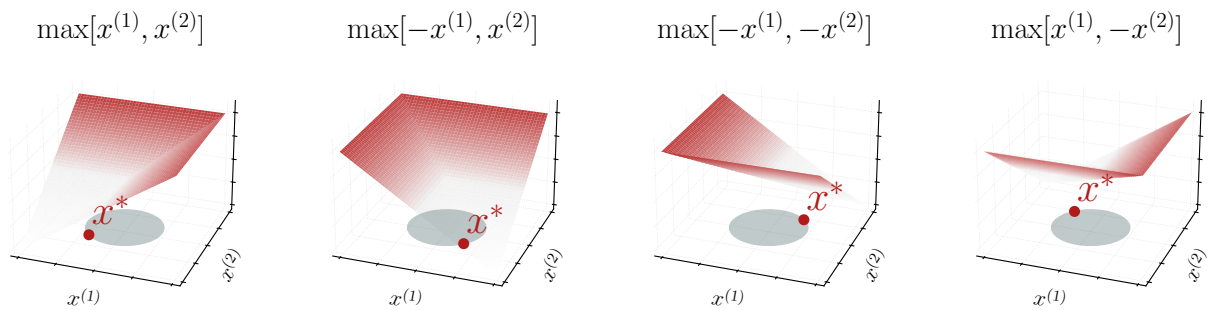 max[x^{(1)}, x^{(2)}]
max[−x^{(1)}, x^{(2)}]
max[−x^{(1)}, −x^{(2)}]
max[x^{(1)}, −x^{(2)}]
x*
x*
x*
x*
x^{(2)}
x^{(2)}
x^{(2)}
x^{(2)}
x^{(1)}
x^{(1)}
x^{(1)}
x^{(1)}